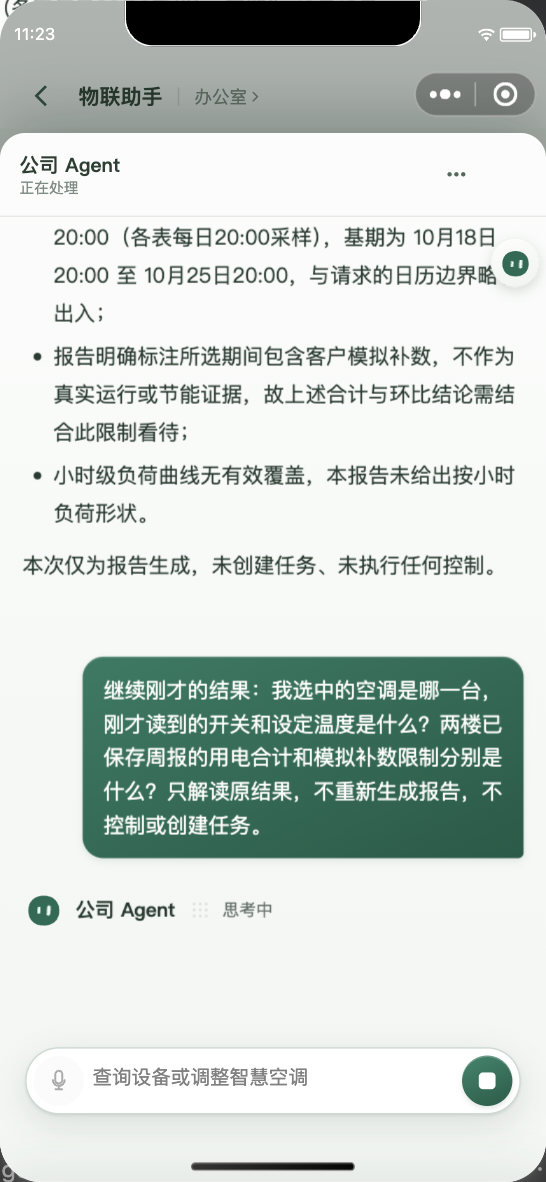 11:23
物联助手
办公室
公司 Agent
正在处理
20:00（各表每日20:00采样），基期为 10月18日
20:00 至 10月25日20:00，与请求的日历边界略
出入；
• 报告明确标注所选期间包含客户模拟补数，不作为
真实运行或节能证据，故上述合计与环比结论需结
合此限制看待；
• 小时级负荷曲线无有效覆盖，本报告未给出按小时
负荷形状。
本次仅为报告生成，未创建任务、未执行任何控制。
继续刚才的结果：我选中的空调是哪一台，
刚才读到的开关和设定温度是什么？两楼已
保存周报的用电合计和模拟补数限制分别是
什么？只解读原结果，不重新生成报告，不
控制或创建任务。
公司 Agent 思考中
查询设备或调整智慧空调